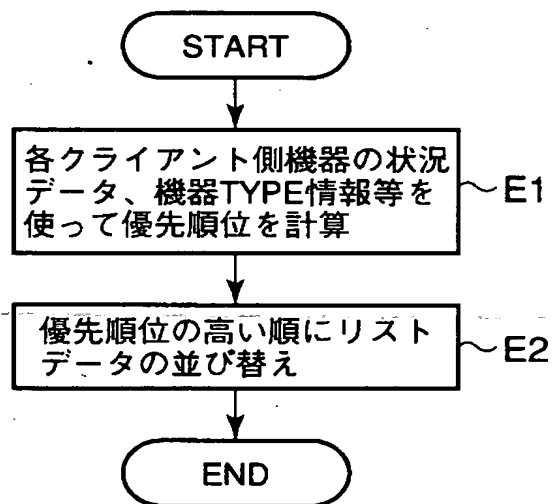 START
各クライアント側機器の状況
データ、機器TYPE情報等を
使って優先順位を計算
E1
優先順位の高い順にリスト
データの並び替え
E2
END